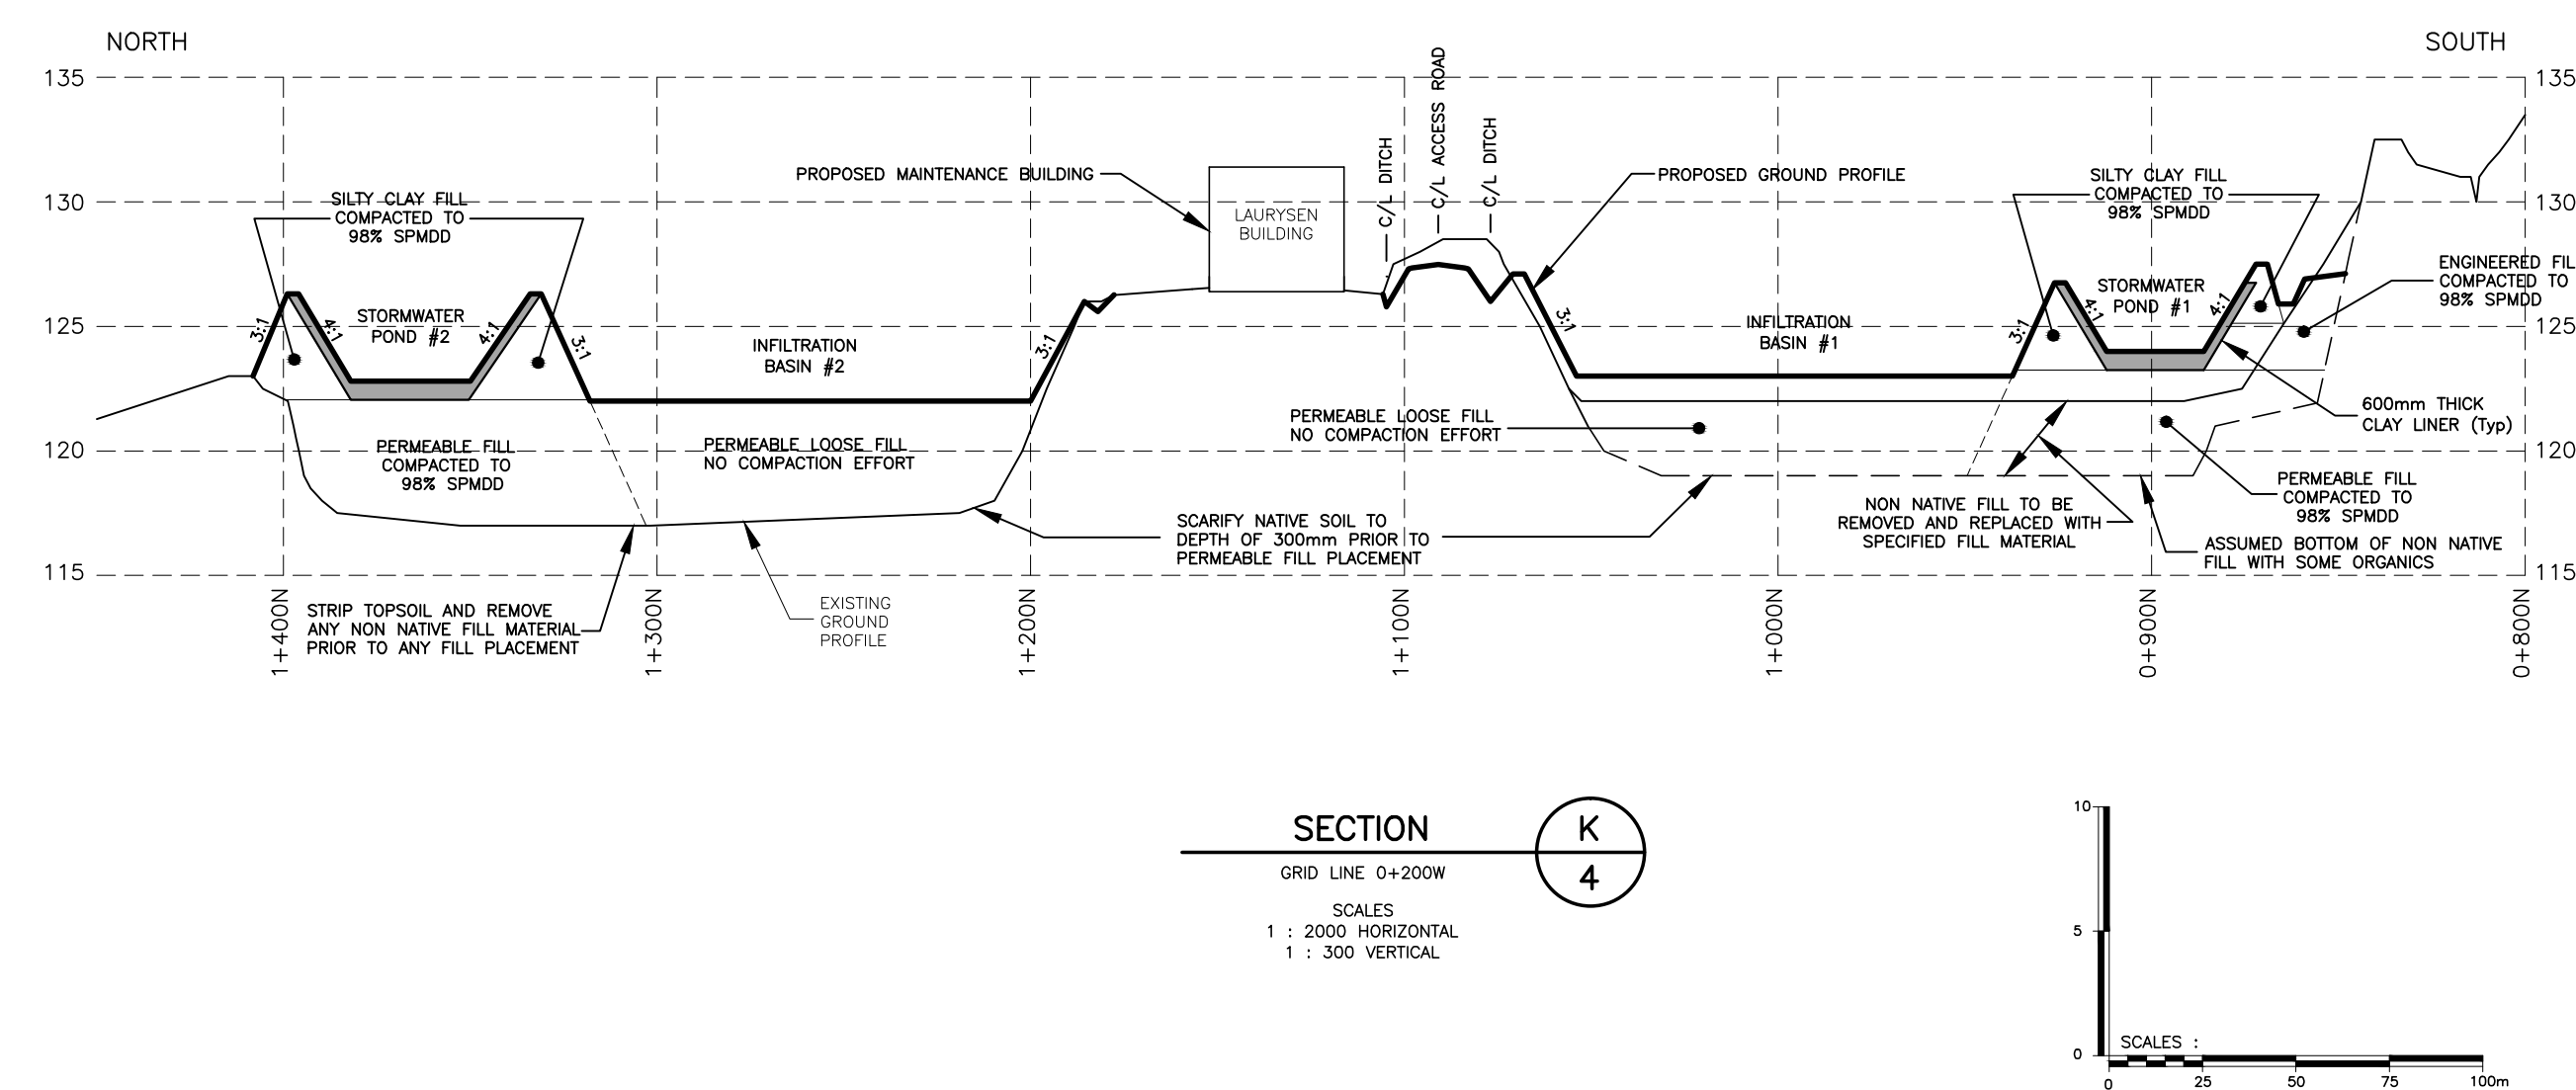 NORTH
SOUTH
135
130
125
120
115
135
130
125
120
115
SILTY CLAY FILL
COMPACTED TO
98% SPMDD
STORMWATER
POND #2
3:1
4:1
4:1
3:1
PERMEABLE FILL
COMPACTED TO
98% SPMDD
INFILTRATION
BASIN #2
3:1
PERMEABLE LOOSE FILL
NO COMPACTION EFFORT
PROPOSED MAINTENANCE BUILDING
LAURYSEN
BUILDING
C/L DITCH
C/L ACCESS ROAD
C/L DITCH
PROPOSED GROUND PROFILE
3:1
INFILTRATION
BASIN #1
3:1
PERMEABLE LOOSE FILL
NO COMPACTION EFFORT
SILTY CLAY FILL
COMPACTED TO
98% SPMDD
STORMWATER
POND #1
4:1
4:1
ENGINEERED FIL
COMPACTED TO
98% SPMDD
600mm THICK
CLAY LINER (Typ)
PERMEABLE FILL
COMPACTED TO
98% SPMDD
NON NATIVE FILL TO BE
REMOVED AND REPLACED WITH
SPECIFIED FILL MATERIAL
ASSUMED BOTTOM OF NON NATIVE
FILL WITH SOME ORGANICS
SCARIFY NATIVE SOIL TO
DEPTH OF 300mm PRIOR TO
PERMEABLE FILL PLACEMENT
STRIP TOPSOIL AND REMOVE
ANY NON NATIVE FILL MATERIAL
PRIOR TO ANY FILL PLACEMENT
EXISTING
GROUND
PROFILE
1+400N
1+300N
1+200N
1+100N
1+000N
0+900N
0+800N
SECTION
K
4
GRID LINE 0+200W
SCALES
1 : 2000 HORIZONTAL
1 : 300 VERTICAL
10
5
0
SCALES :
0
25
50
75
100m